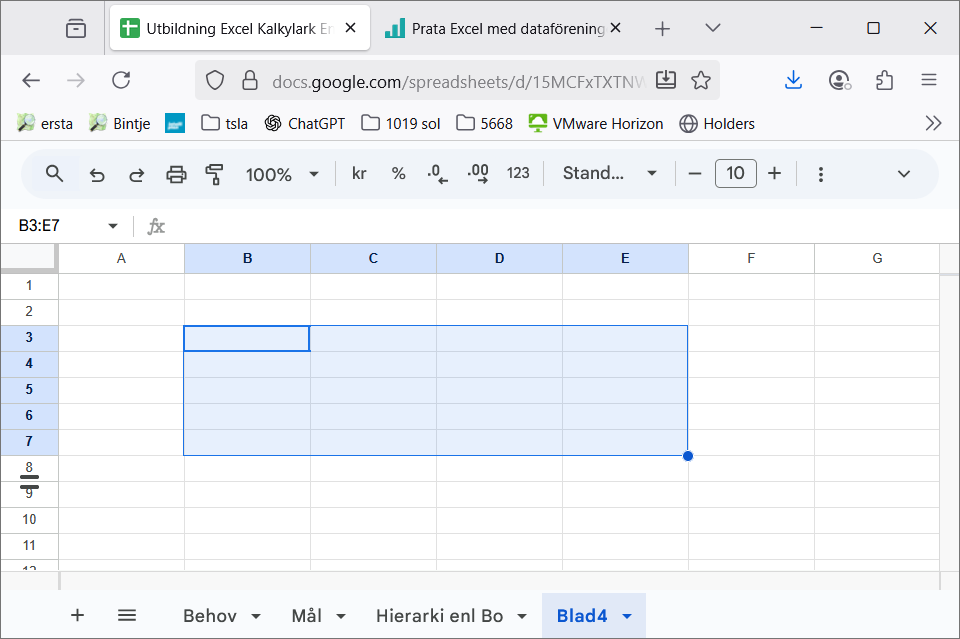 Utbildning Excel Kalkylark En
Prata Excel med dataförening
docs.google.com/spreadsheets/d/15MCFxTXTNW
ersta Bintje tsla ChatGPT 1019 sol 5668 VMware Horizon Holders
100% kr % .0 .00 123 Stand... 10
B3:E7 fx
A B C D E F G
1
2
3
4
5
6
7
8
9
10
11
12
Behov Mål Hierarki enl Bo Blad4